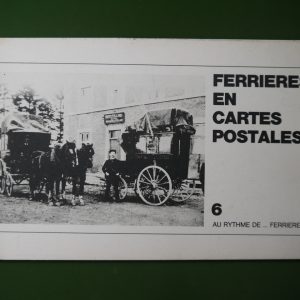 FERRIERE
EN
CARTES
POSTALES
6
AU RYTHME DE ... FERRIERE